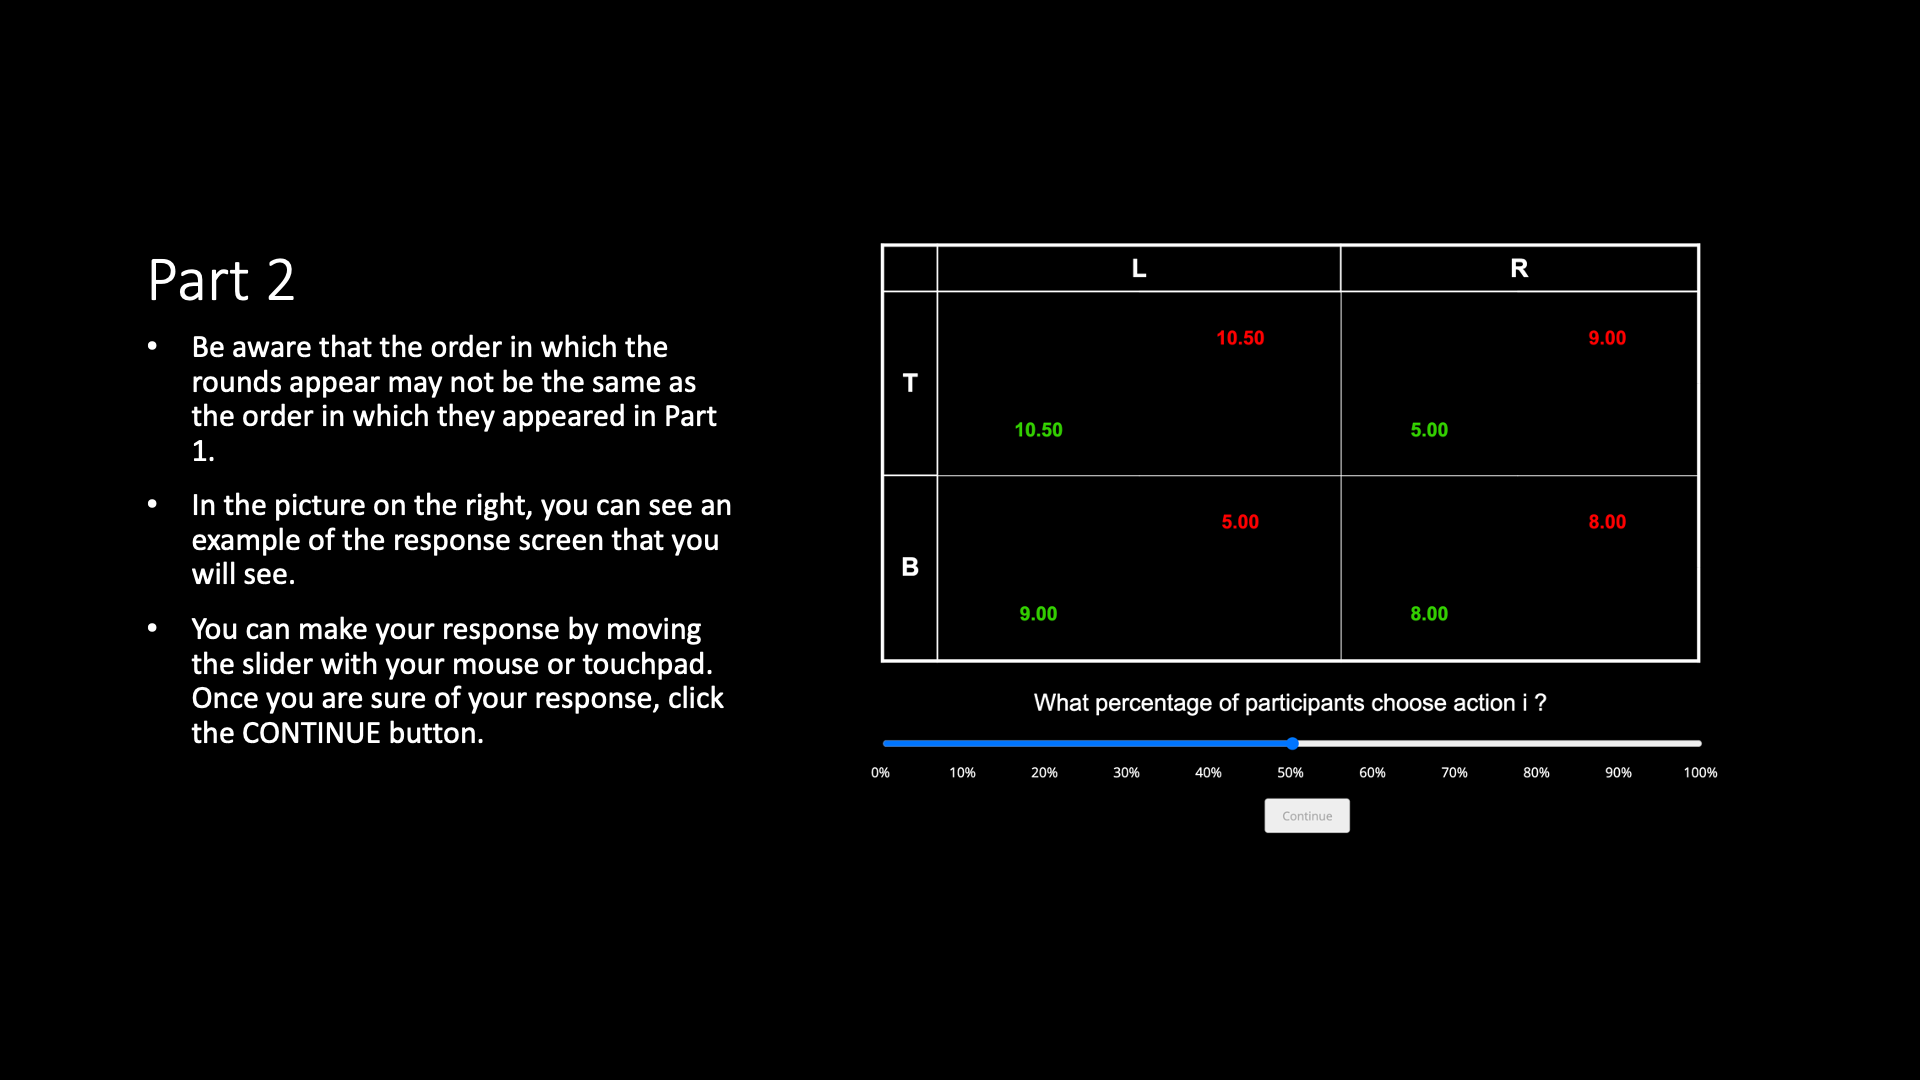 Part 2
• Be aware that the order in which the
rounds appear may not be the same as
the order in which they appeared in Part
1.
• In the picture on the right, you can see an
example of the response screen that you
will see.
• You can make your response by moving
the slider with your mouse or touchpad.
Once you are sure of your response, click
the CONTINUE button.
L R
10.50 9.00
T
10.50 5.00
5.00 8.00
B
9.00 8.00
What percentage of participants choose action i ?
0% 10% 20% 30% 40% 50% 60% 70% 80% 90% 100%
Continue